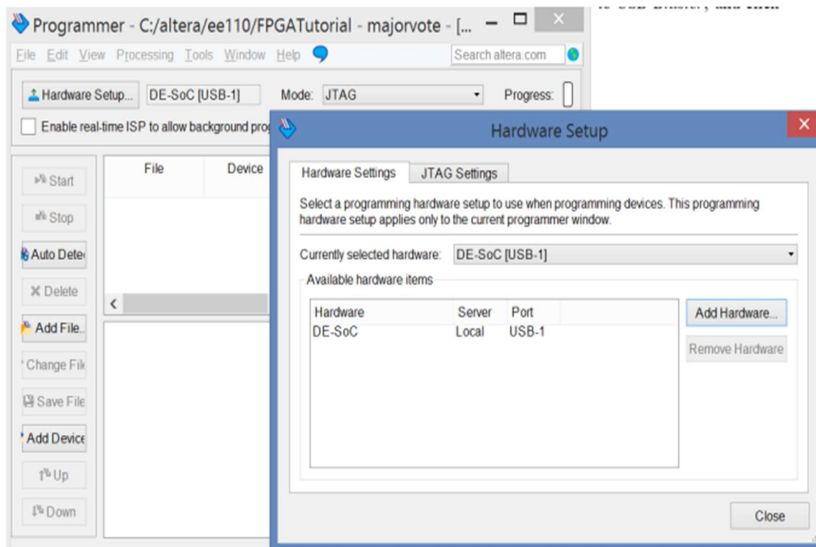 Programmer - C:/altera/ee110/FPGATutorial - majorvote - [...
File Edit View Processing Tools Window Help
Search altera.com
Hardware Setup... DE-SoC [USB-1] Mode: JTAG Progress:
Enable real-time ISP to allow background
File Device
Start
Stop
Auto
Delete
Add File...
Change
Save File
Add Device
Up
Down
Hardware Setup
Hardware Settings JTAG Settings
Select a programming hardware setup to use when programming devices. This programming
hardware setup applies only to the current programmer window.
Currently selected hardware: DE-SoC [USB-1]
Available hardware items
Hardware Server Port
DE-SoC Local USB-1
Add Hardware...
Remove Hardware
Close